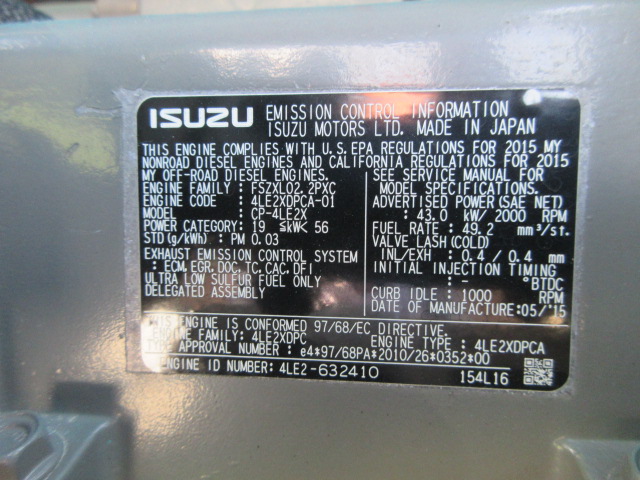 ISUZU EMISSION CONTROL INFORMATION
ISUZU MOTORS LTD. MADE IN JAPAN
THIS ENGINE COMPLIES WITH U.S.EPA REGULATIONS FOR 2015 MY
NONROAD DIESEL ENGINES AND CALIFORNIA REGULATIONS FOR 2015
MY OFF-ROAD DIESEL ENGINES.
ENGINE FAMILY : FSZXL02.2PXC
ENGINE CODE : 4LE2XDPCA-01
MODEL : CP-4LE2X
POWER CATEGORY: 19 ≤kW< 56
STD(g/kWh) : PM 0.03
EXHAUST EMISSION CONTROL SYSTEM
: ECM, EGR, DOC, TC, CAC, DFI
ULTRA LOW SULFUR FUEL ONLY
DELEGATED ASSEMBLY
SEE SERVICE MANUAL FOR
MODEL SPECIFICATIONS.
ADVERTISED POWER(SAE NET)
: 43.0 kW/ 2000 RPM
FUEL RATE : 49.2 mm³/st.
VALVE LASH (COLD)
INL/EXH : 0.4 / 0.4 mm
INITIAL INJECTION TIMING
: - °BTDC
CURB IDLE : 1000 RPM
DATE OF MANUFACTURE:05/'15
THIS ENGINE IS CONFORMED 97/68/EC DIRECTIVE.
ENGINE FAMILY: 4LE2XDPC ENGINE TYPE: 4LE2XDPCA
TYPE APPROVAL NUMBER : e4*97/68PA*2010/26*0352*00
ENGINE ID NUMBER: 4LE2-632410 154L16